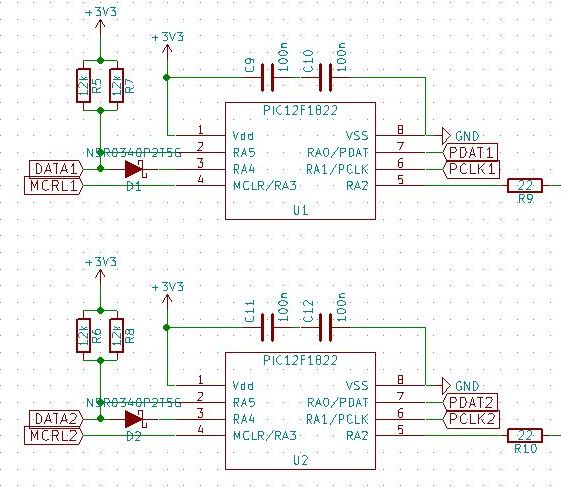 +3V3
+3V3
C9
100n
C10
100n
12k
R5
12k
R7
PIC12F1822
1
Vdd
VSS
8
GND
NSR0340P2T5G
2
RA5
RA0/PDAT
7
PDAT1
DATA1
3
RA4
RA1/PCLK
6
PCLK1
MCRL1
D1
4
MCLR/RA3
RA2
5
22
R9
U1
+3V3
+3V3
C11
100n
C12
100n
12k
R6
12k
R8
PIC12F1822
1
Vdd
VSS
8
GND
NSR0340P2T5G
2
RA5
RA0/PDAT
7
PDAT2
DATA2
3
RA4
RA1/PCLK
6
PCLK2
MCRL2
D2
4
MCLR/RA3
RA2
5
22
R10
U2